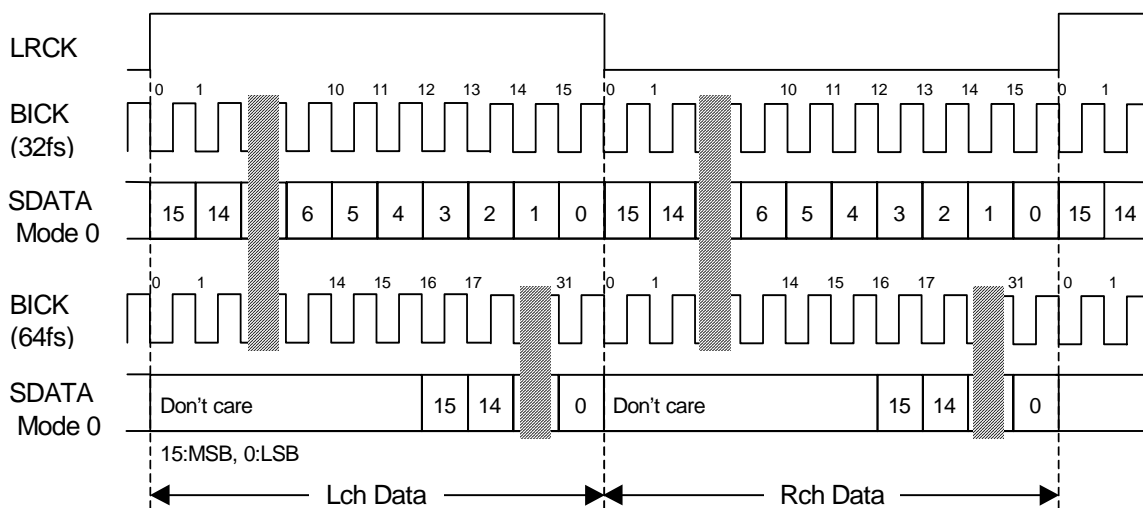 LRCK
0 1 10 11 12 13 14 15 0 1 10 11 12 13 14 15 0 1
BICK
(32fs)
SDATA
Mode 0
15 14 6 5 4 3 2 1 0 15 14 6 5 4 3 2 1 0 15 14
0 1 14 15 16 17 31 0 1 14 15 16 17 31 0 1
BICK
(64fs)
SDATA
Mode 0
Don't care 15 14 0 Don't care 15 14 0
15:MSB, 0:LSB
Lch Data Rch Data